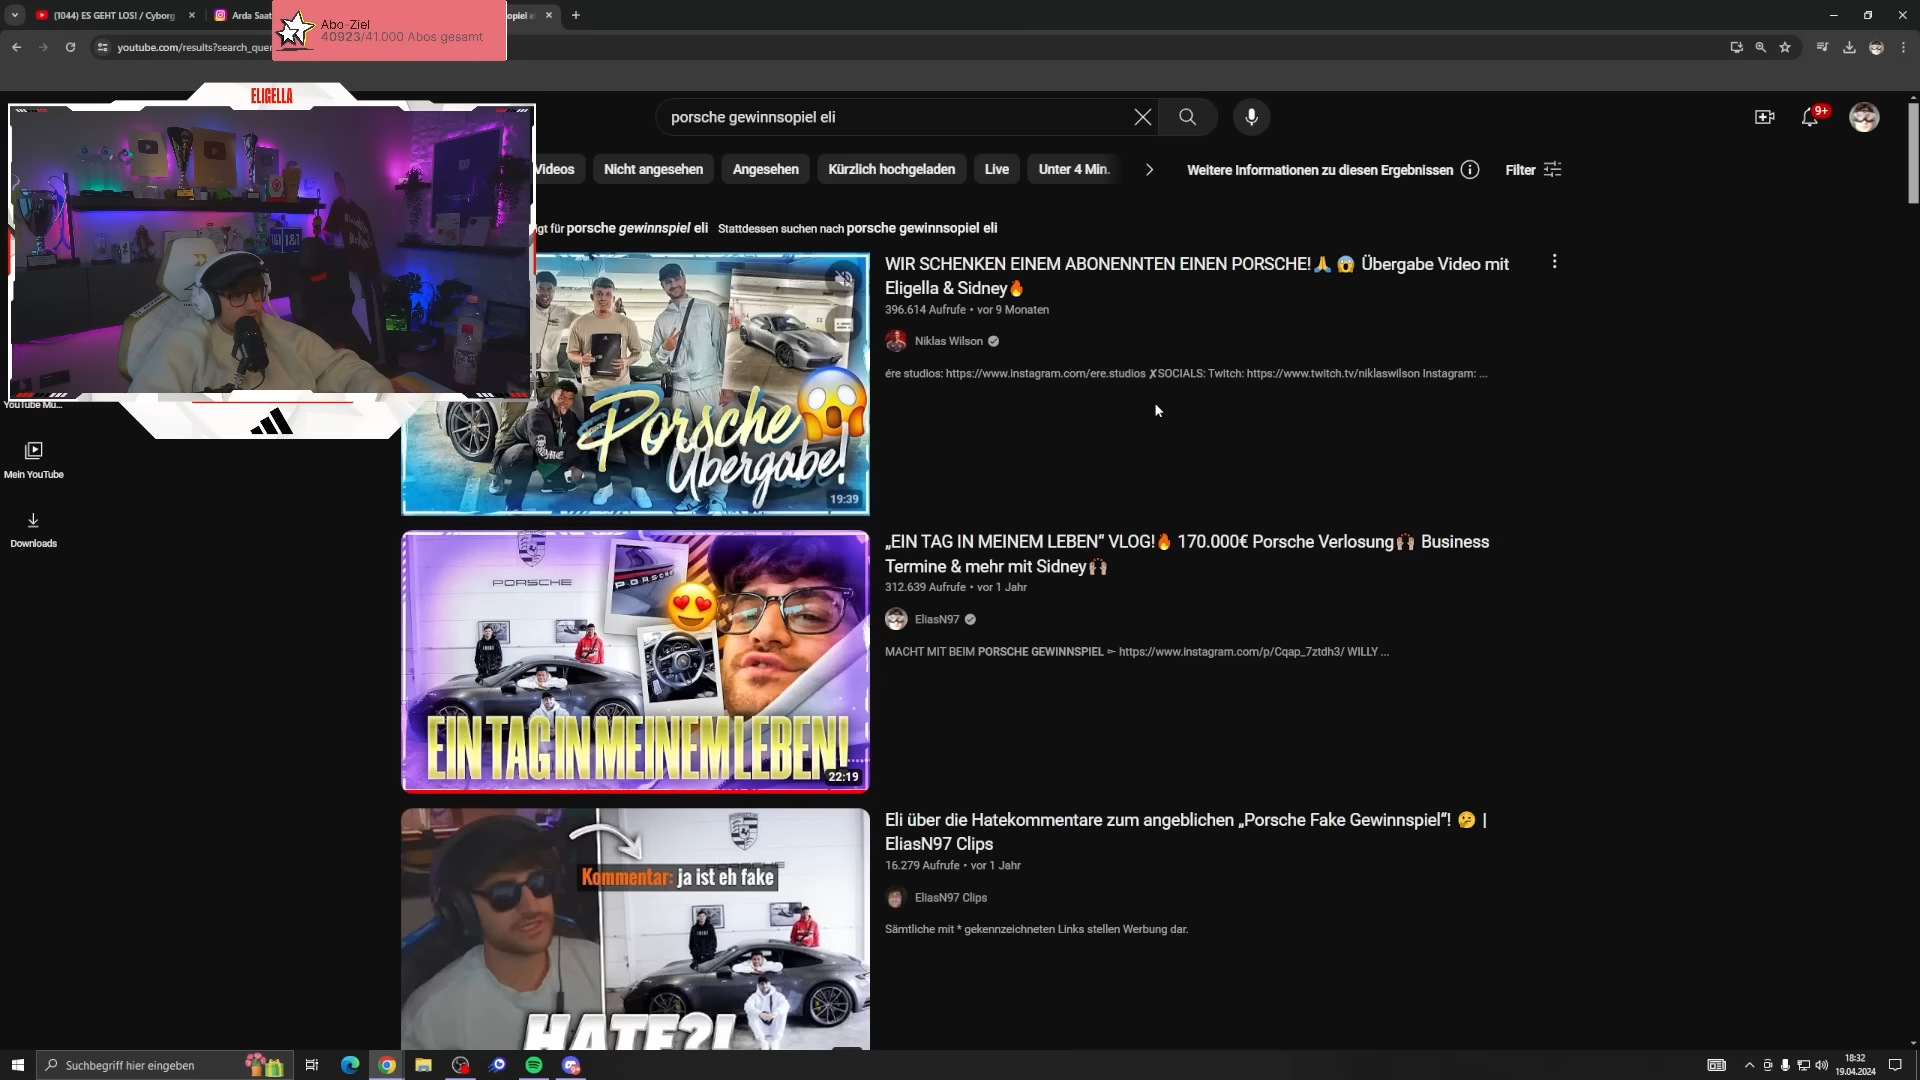 (1044) ES GEHT LOS! / Cyborg
Arda Saat
opiel el
Abo-Ziel
40923/41.000 Abos gesamt
youtube.com/results?search_quer
ELIGELLA
porsche gewinnsopiel eli
9+
Videos
Nicht angesehen
Angesehen
Kürzlich hochgeladen
Live
Unter 4 Min.
Weitere Informationen zu diesen Ergebnissen
Filter
gt für porsche gewinnspiel eli Stattdessen suchen nach porsche gewinnsopiel eli
WIR SCHENKEN EINEM ABONENNTEN EINEN PORSCHE!🙏 😱 Übergabe Video mit
Eligella & Sidney🔥
396.614 Aufrufe • vor 9 Monaten
Niklas Wilson
ére studios: https://www.instagram.com/ere.studios ✘SOCIALS: Twitch: https://www.twitch.tv/niklaswilson Instagram: ...
Porsche
Übergabe!
19:39
YouTube Mu...
Mein YouTube
Downloads
„EIN TAG IN MEINEM LEBEN“ VLOG!🔥 170.000€ Porsche Verlosung🙌🏽 Business
Termine & mehr mit Sidney🙌🏽
312.639 Aufrufe • vor 1 Jahr
EliasN97
MACHT MIT BEIM PORSCHE GEWINNSPIEL ► https://www.instagram.com/p/Cqap_7ztdh3/ WILLY ...
PORSCHE
PORSCHE
EIN TAG IN MEINEM LEBEN!
22:19
Eli über die Hatekommentare zum angeblichen „Porsche Fake Gewinnspiel“! 🤔 |
EliasN97 Clips
16.279 Aufrufe • vor 1 Jahr
EliasN97 Clips
Sämtliche mit * gekennzeichneten Links stellen Werbung dar.
PORSCHE
Kommentar: ja ist eh fake
HATE?!
Suchbegriff hier eingeben
18:32
19.04.2024